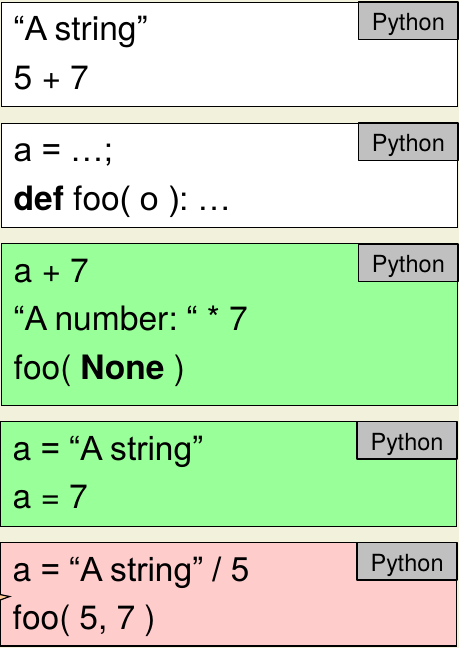 “A string”
Python
5 + 7
a = …;
Python
def foo( o ): …
a + 7
Python
“A number: “ * 7
foo( None )
a = “A string”
Python
a = 7
a = “A string” / 5
Python
foo( 5, 7 )